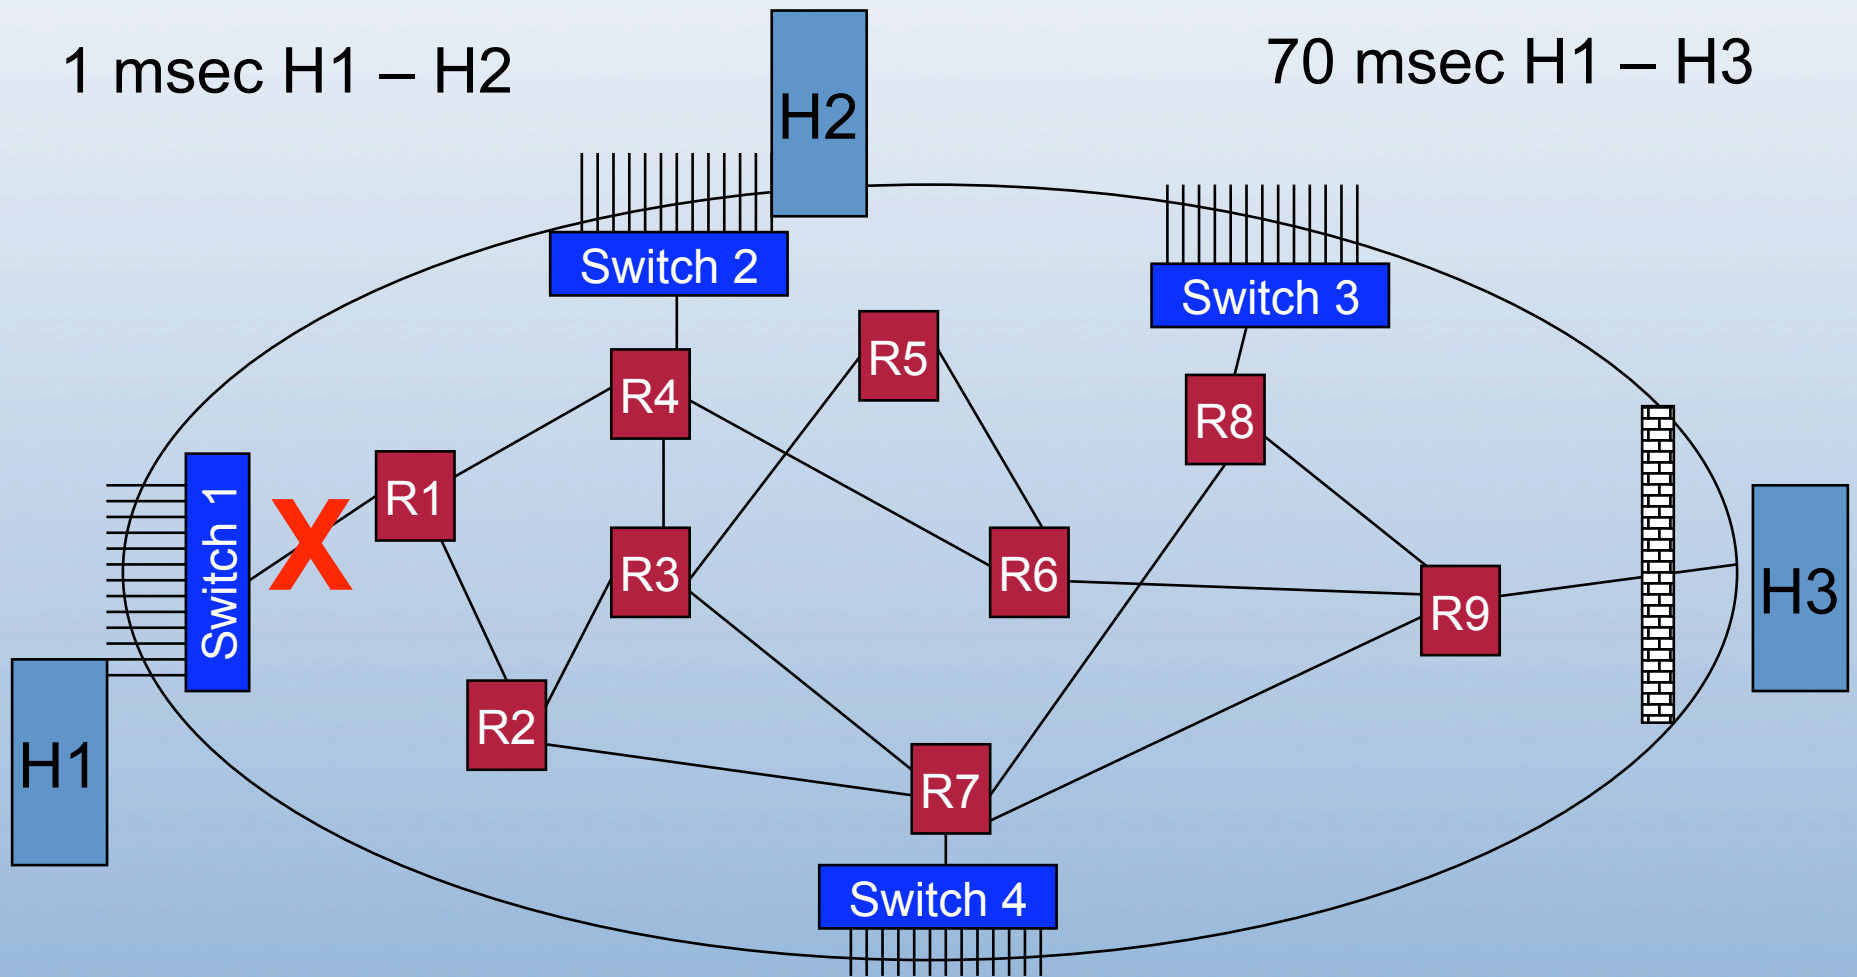 1 msec H1 – H2
70 msec H1 – H3
H2
Switch 2
Switch 3
R5
R4
R8
R1
Switch 1
X
R3
R6
R9
H3
R2
H1
R7
Switch 4